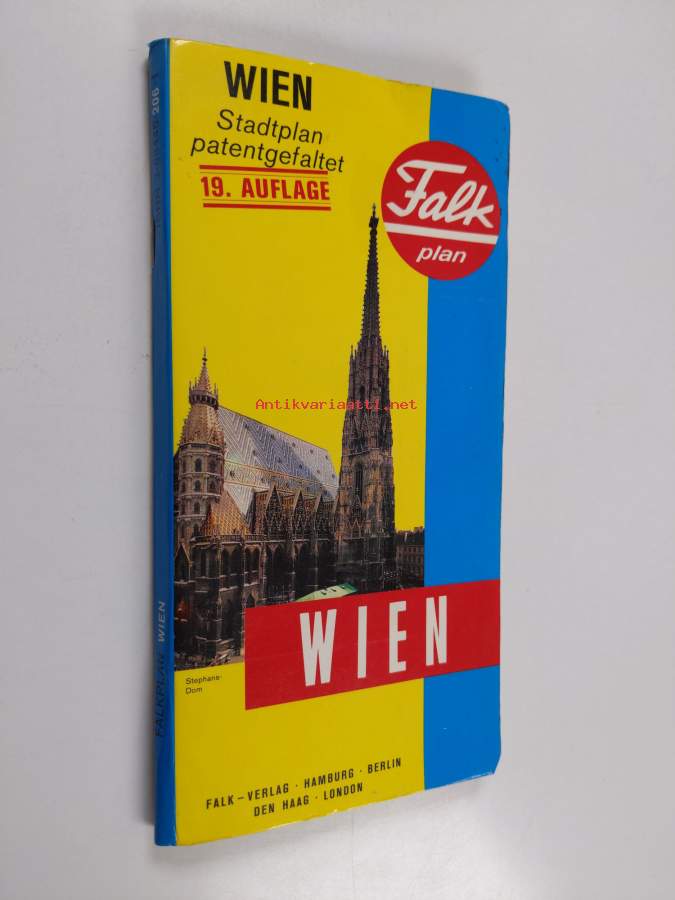 WIEN
Stadtplan
patentgefaltet
19. AUFLAGE
Falk
plan
Antikvariaatti.net
WIEN
Stephans-
Dom
FALK – VERLAG · HAMBURG · BERLIN
DEN HAAG · LONDON
FALKPLAN WIEN
206